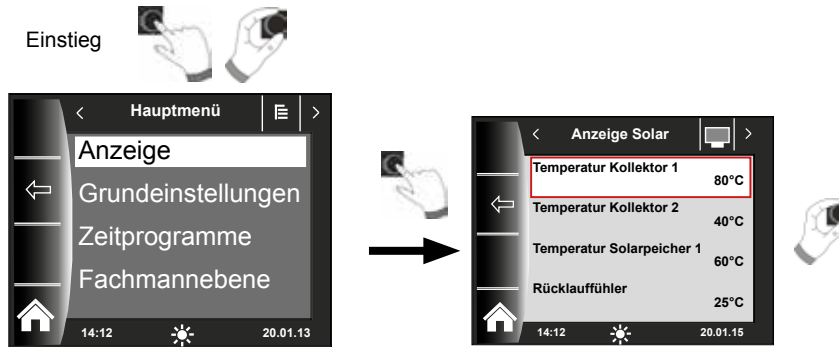 Einstieg
Hauptmenü
Anzeige
Grundeinstellungen
Zeitprogramme
Fachmannebene
14:12 20.01.13
Anzeige Solar
Temperatur Kollektor 1
80°C
Temperatur Kollektor 2
40°C
Temperatur Solarpeicher 1
60°C
Rücklauffühler
25°C
14:12 20.01.15